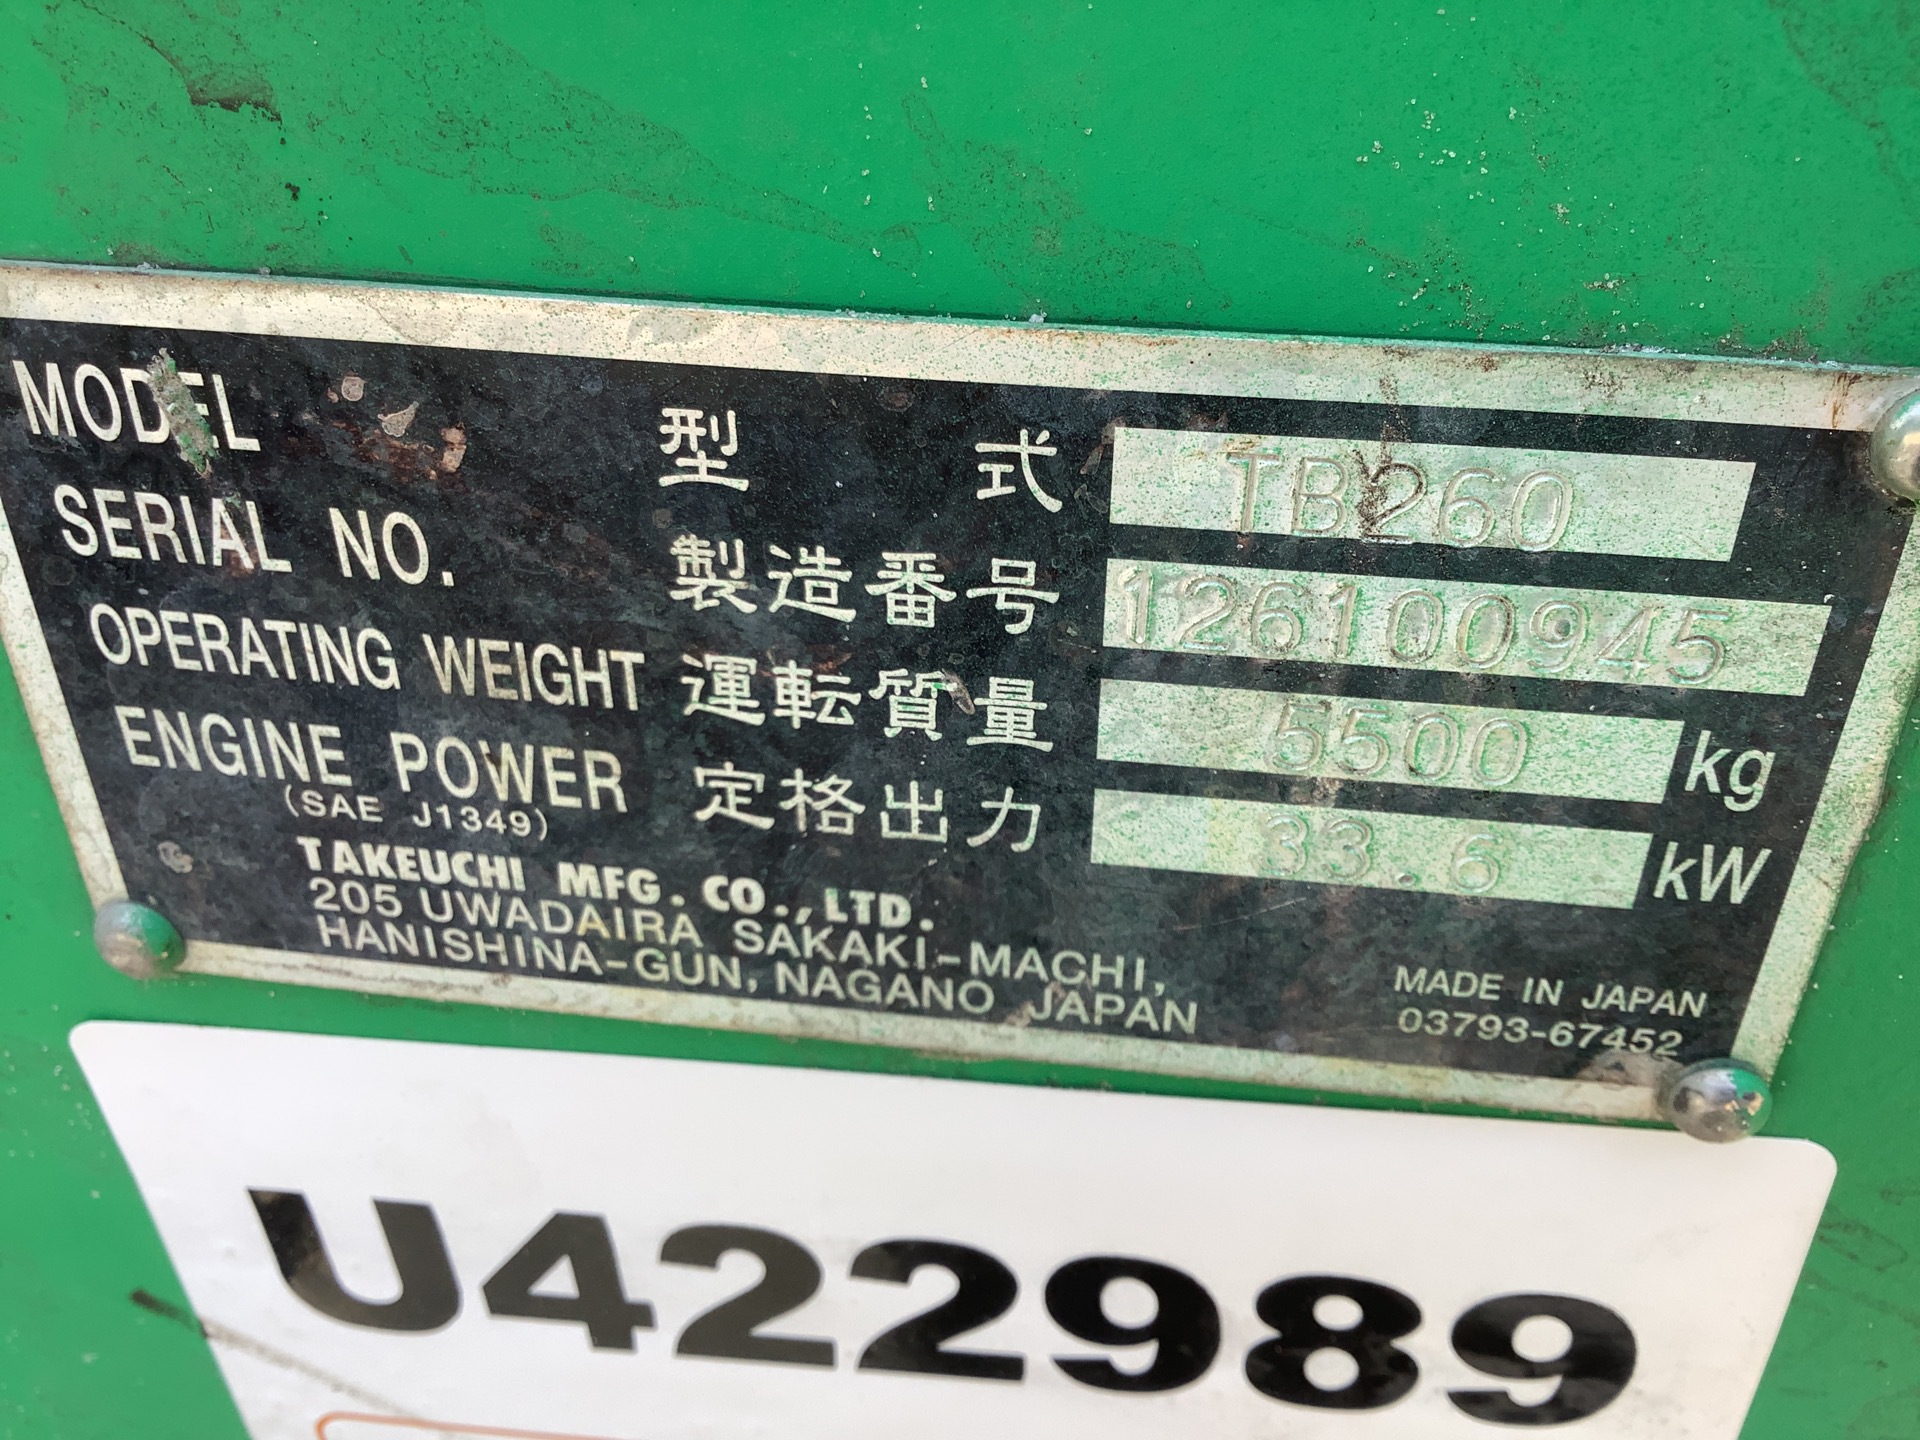 MODEL 型式 TB260
SERIAL NO. 製造番号 126100945
OPERATING WEIGHT 運転質量 5500 kg
ENGINE POWER 定格出力 33.6 kW
(SAE J1349)
TAKEUCHI MFG. CO., LTD.
205 UWADAIRA SAKAKI-MACHI,
HANISHINA-GUN, NAGANO JAPAN
MADE IN JAPAN
03793-67452
U422989